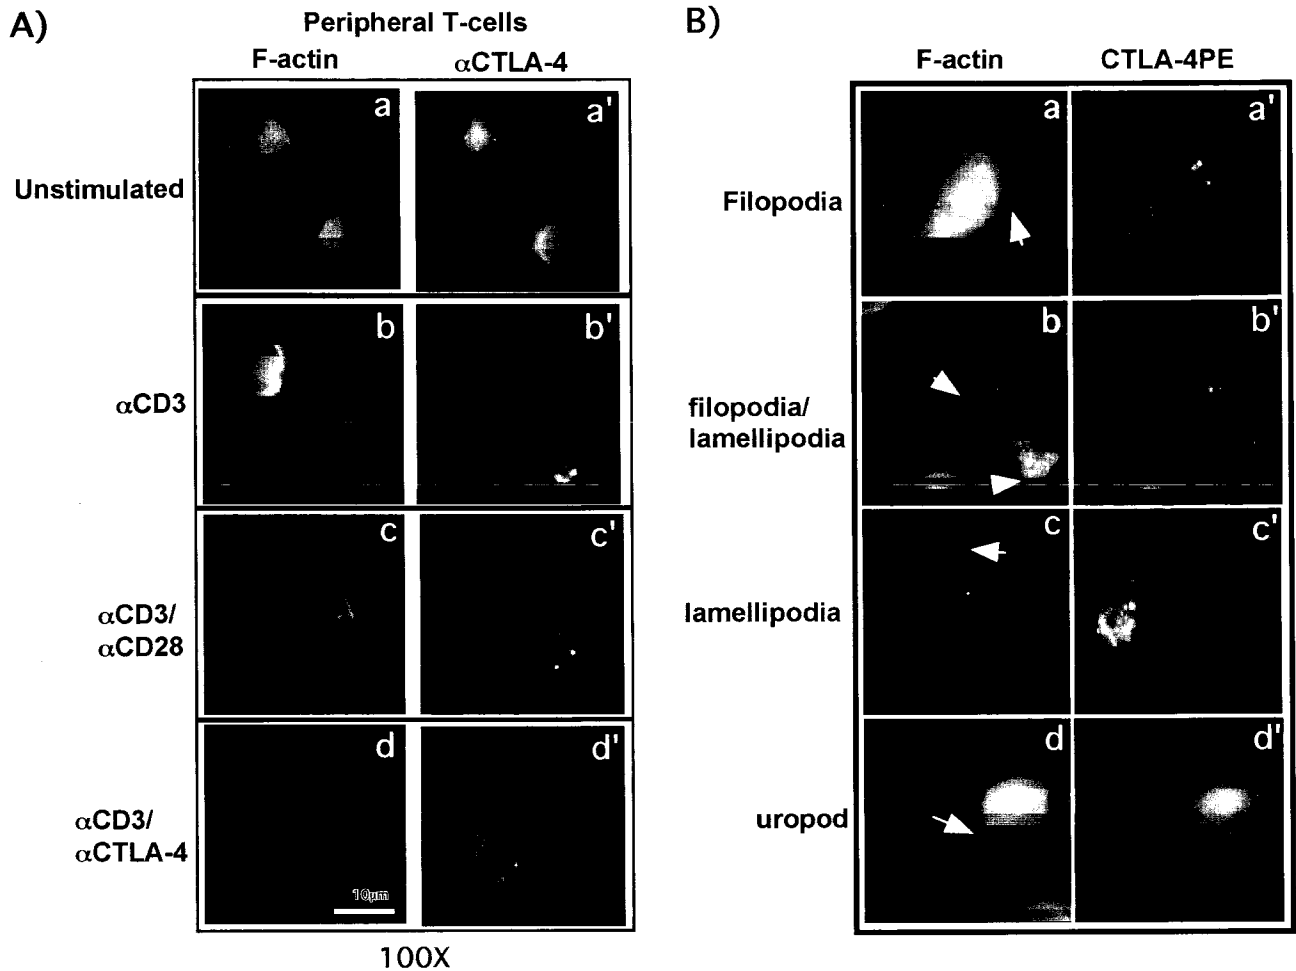 A)
Peripheral T-cells
F-actin
αCTLA-4
Unstimulated
a
a'
αCD3
b
b'
αCD3/
αCD28
c
c'
αCD3/
αCTLA-4
d
d'
10µm
100X
B)
F-actin
CTLA-4PE
Filopodia
a
a'
filopodia/
lamellipodia
b
b'
lamellipodia
c
c'
uropod
d
d'